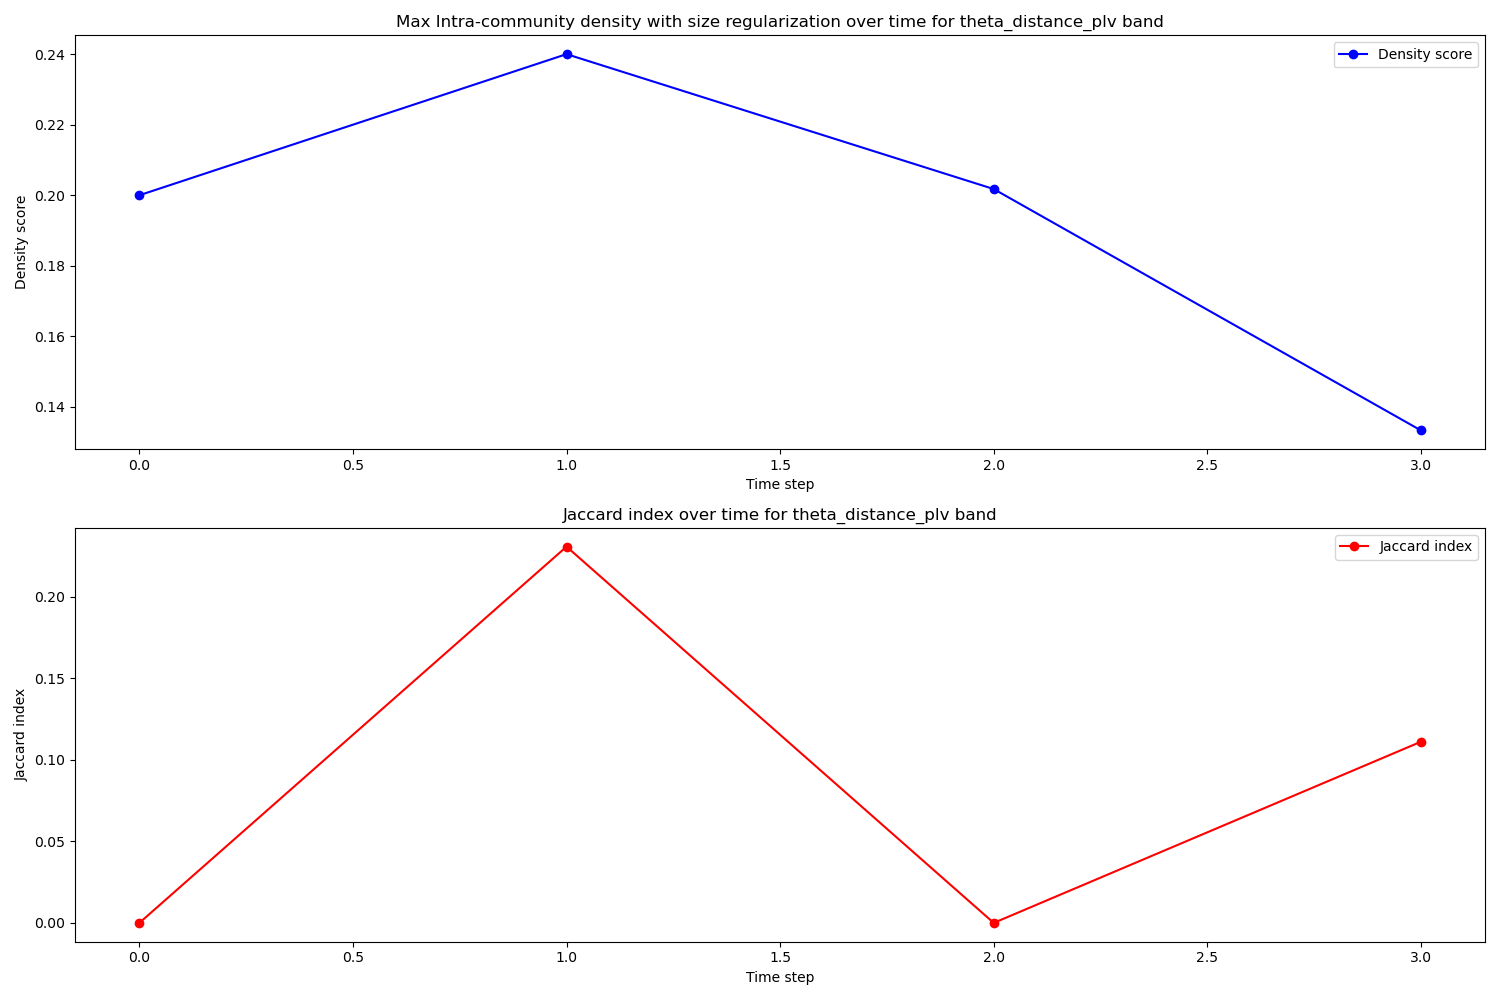 Max Intra-community density with size regularization over time for theta_distance_plv band
Density score
0.24
0.22
0.20
0.18
0.16
0.14
Density score
0.0 0.5 1.0 1.5 2.0 2.5 3.0
Time step
Jaccard index over time for theta_distance_plv band
Jaccard index
0.20
0.15
0.10
0.05
0.00
Jaccard index
0.0 0.5 1.0 1.5 2.0 2.5 3.0
Time step